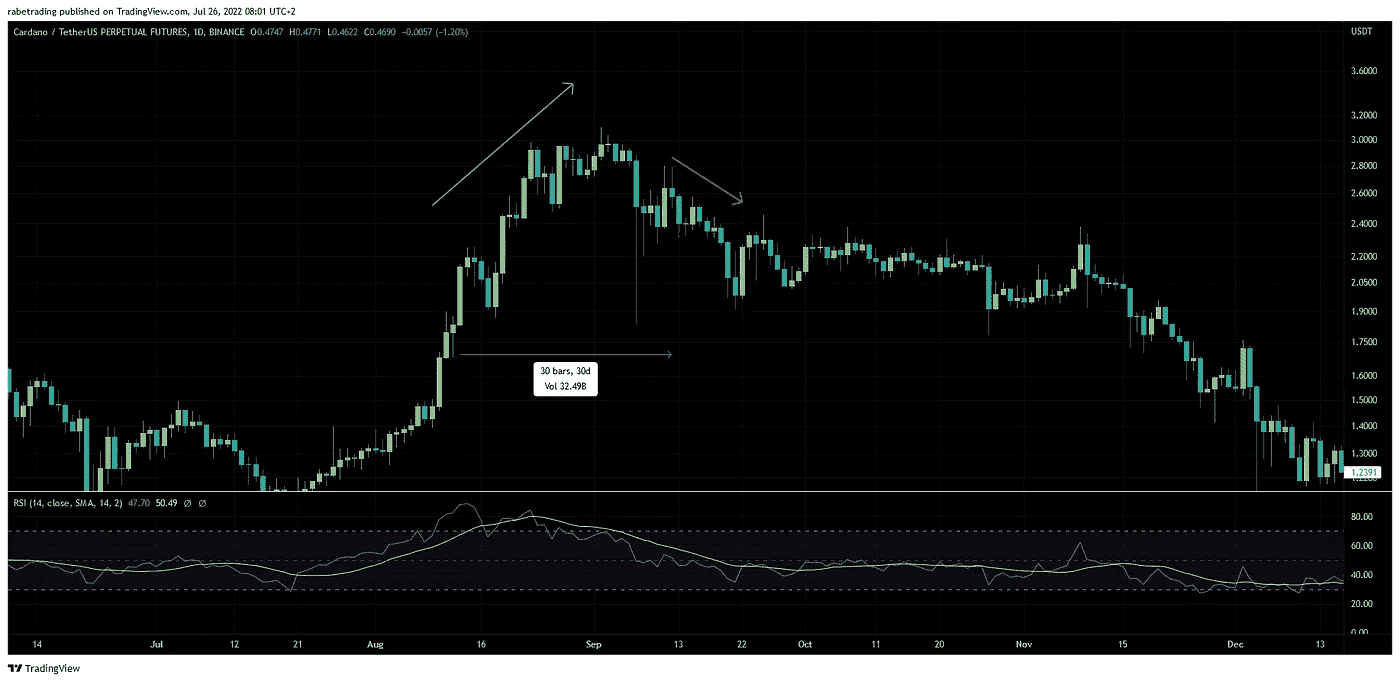 rabetrading published on TradingView.com, Jul 26, 2022 08:01 UTC+2
Cardano / TetherUS PERPETUAL FUTURES, 1D, BINANCE O0.4747 H0.4771 L0.4622 C0.4690 −0.0057 (−1.20%)
USDT
3.6000
3.2000
3.0000
2.8000
2.6000
2.4000
2.2000
2.0500
1.9000
1.7500
30 bars, 30d
Vol 32.49B
1.6000
1.5000
1.4000
1.3000
1.2391
RSI (14, close, SMA, 14, 2) 47.70 50.49 Ø Ø
80.00
60.00
40.00
20.00
0.00
14 Jul 12 21 Aug 16 Sep 13 22 Oct 11 20 Nov 15 Dec 13
TradingView